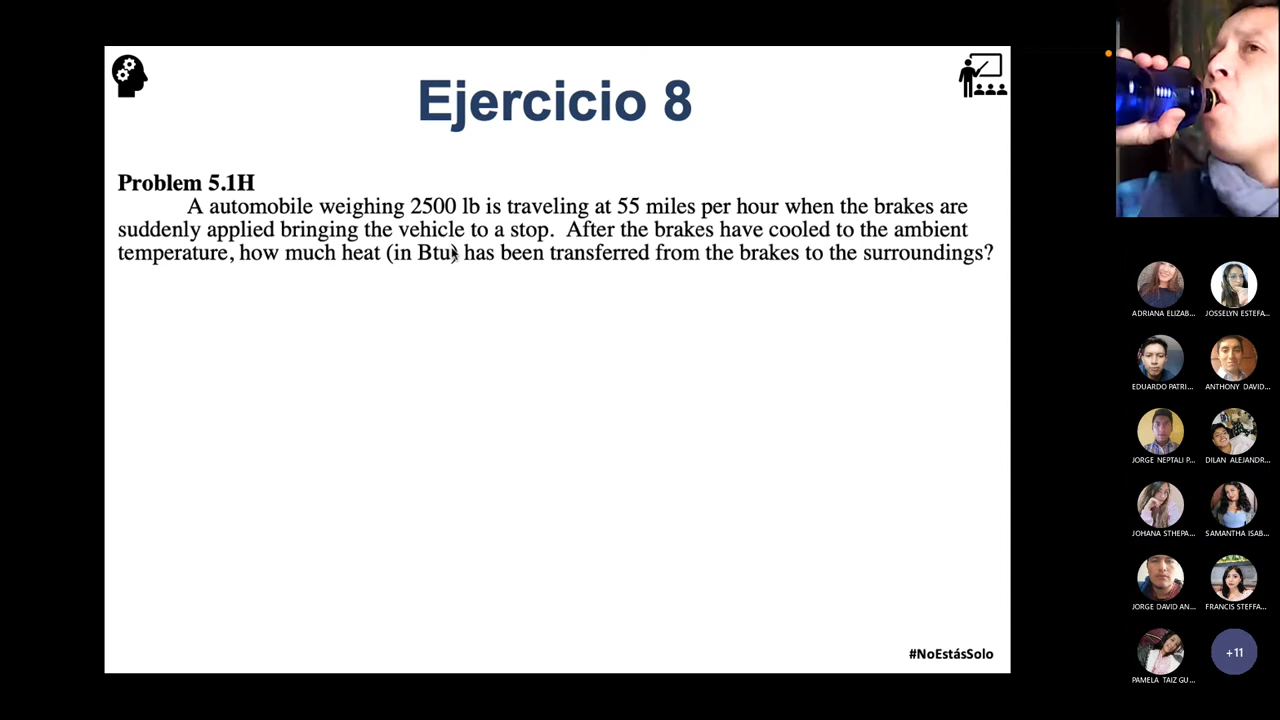 Ejercicio 8
Problem 5.1H
A automobile weighing 2500 lb is traveling at 55 miles per hour when the brakes are
suddenly applied bringing the vehicle to a stop. After the brakes have cooled to the ambient
temperature, how much heat (in Btu) has been transferred from the brakes to the surroundings?
#NoEstásSolo
ADRIANA ELIZAB...
JOSSELYN ESTEFA...
EDUARDO PATRI...
ANTHONY DAVID...
JORGE NEPTALI P...
DILAN ALEJANDR...
JOHANA STHEPA...
SAMANTHA ISAB...
JORGE DAVID AN...
FRANCIS STEFFA...
PAMELA TAIZ GU...
+11